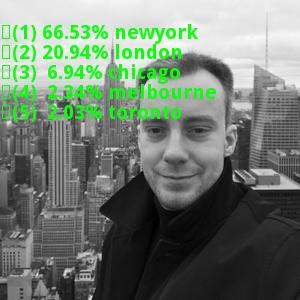 (1) 66.53% newyork
(2) 20.94% london
(3) 6.94% chicago
(4) 2.34% melbourne
(5) 2.03% toronto